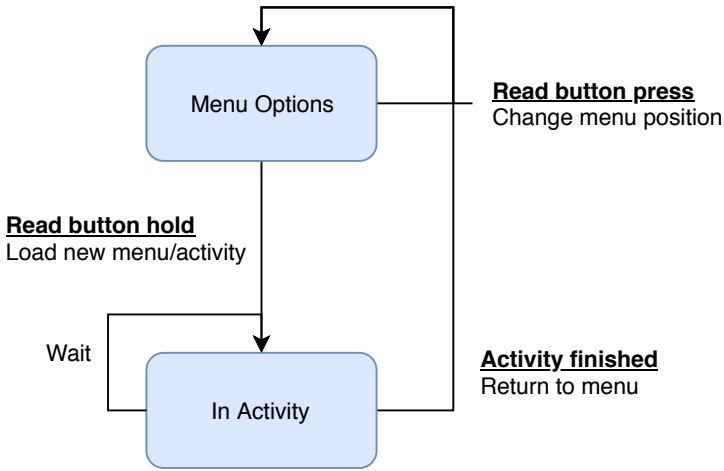 Menu Options
Read button press
Change menu position
Read button hold
Load new menu/activity
Wait
Activity finished
Return to menu
In Activity